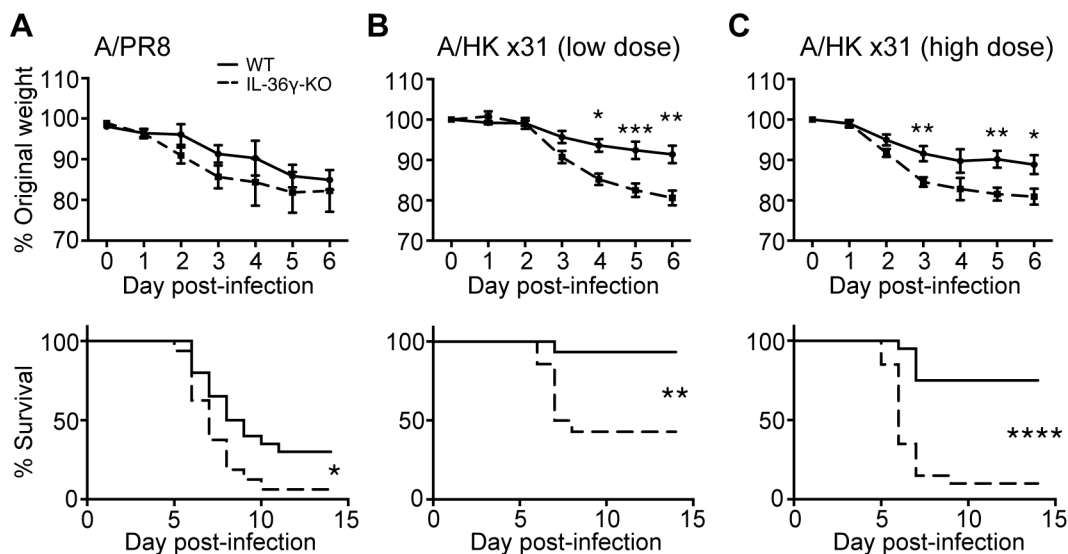 A
A/PR8
WT
IL-36γ-KO
110
100
90
80
70
% Original weight
0 1 2 3 4 5 6
Day post-infection
B
A/HK x31 (low dose)
110
100
90
80
70
* *** **
0 1 2 3 4 5 6
Day post-infection
C
A/HK x31 (high dose)
110
100
90
80
70
** ** *
0 1 2 3 4 5 6
Day post-infection
100
50
0
% Survival
*
0 5 10 15
Day post-infection
100
50
0
**
0 5 10 15
Day post-infection
100
50
0
****
0 5 10 15
Day post-infection